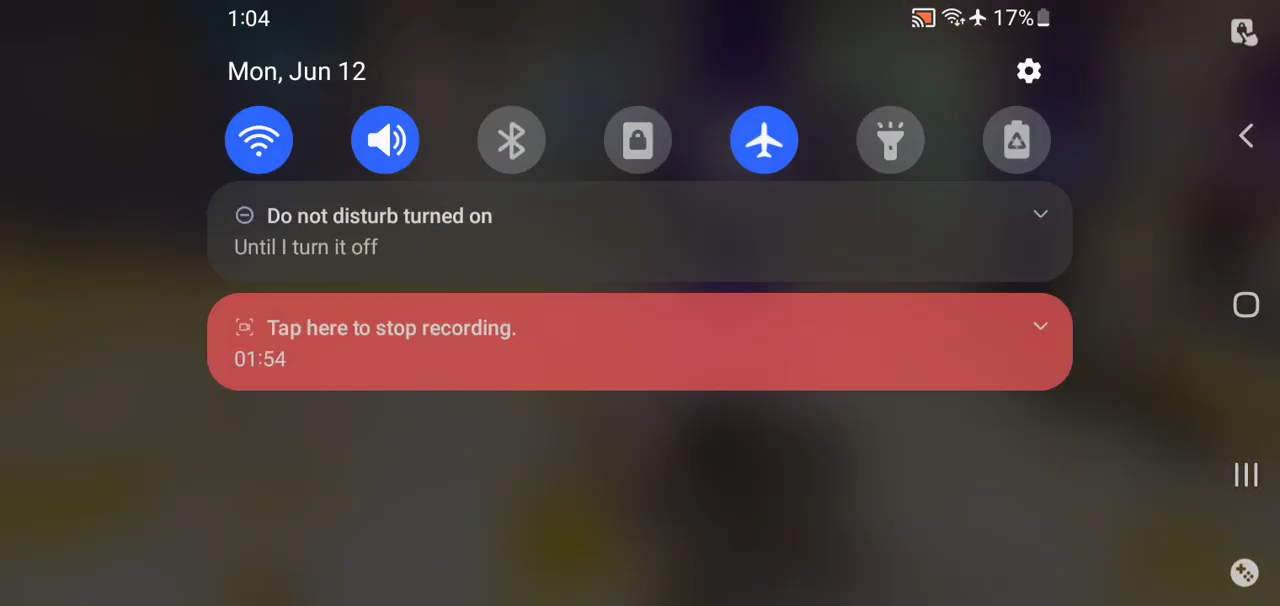 1:04
17%
Mon, Jun 12
Do not disturb turned on
Until I turn it off
Tap here to stop recording.
01:54